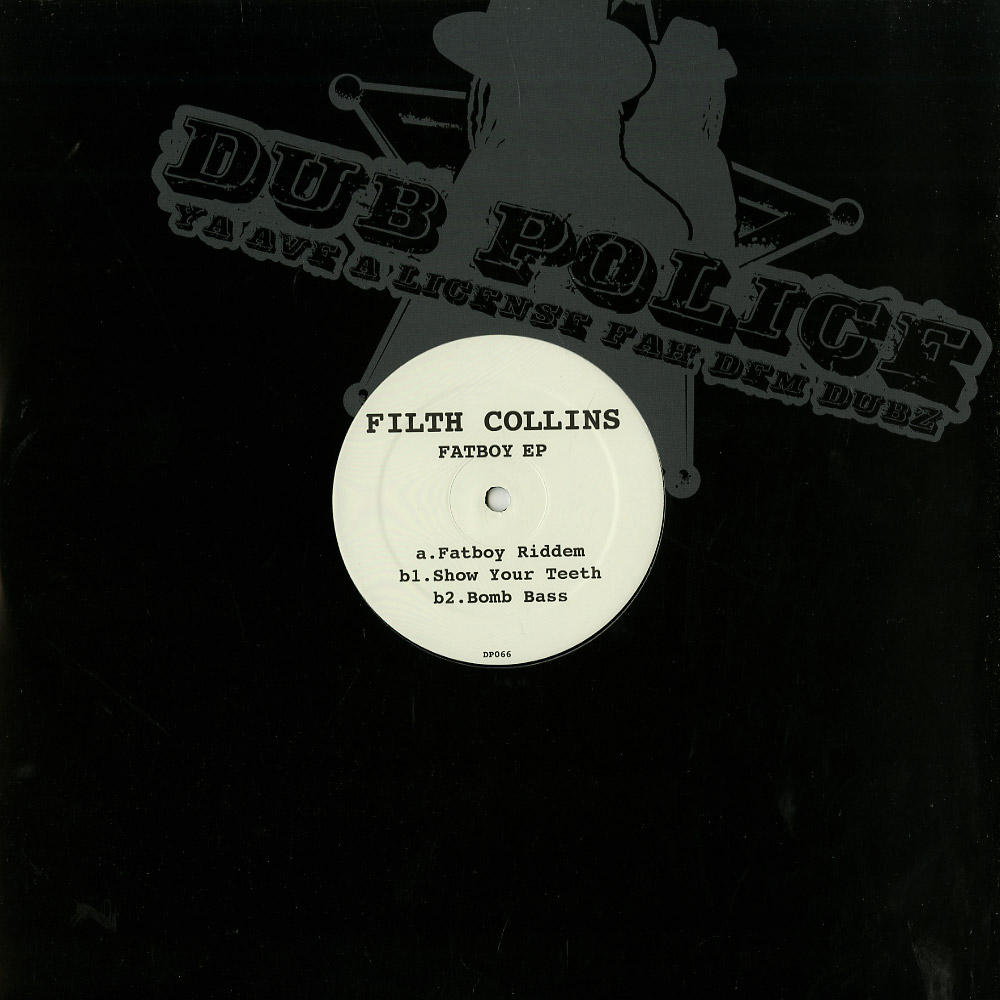 DUB POLICE
YA AVE A LICENSE FAH DEM DUBZ
FILTH COLLINS
FATBOY EP
a.Fatboy Riddem
b1.Show Your Teeth
b2.Bomb Bass
DP066